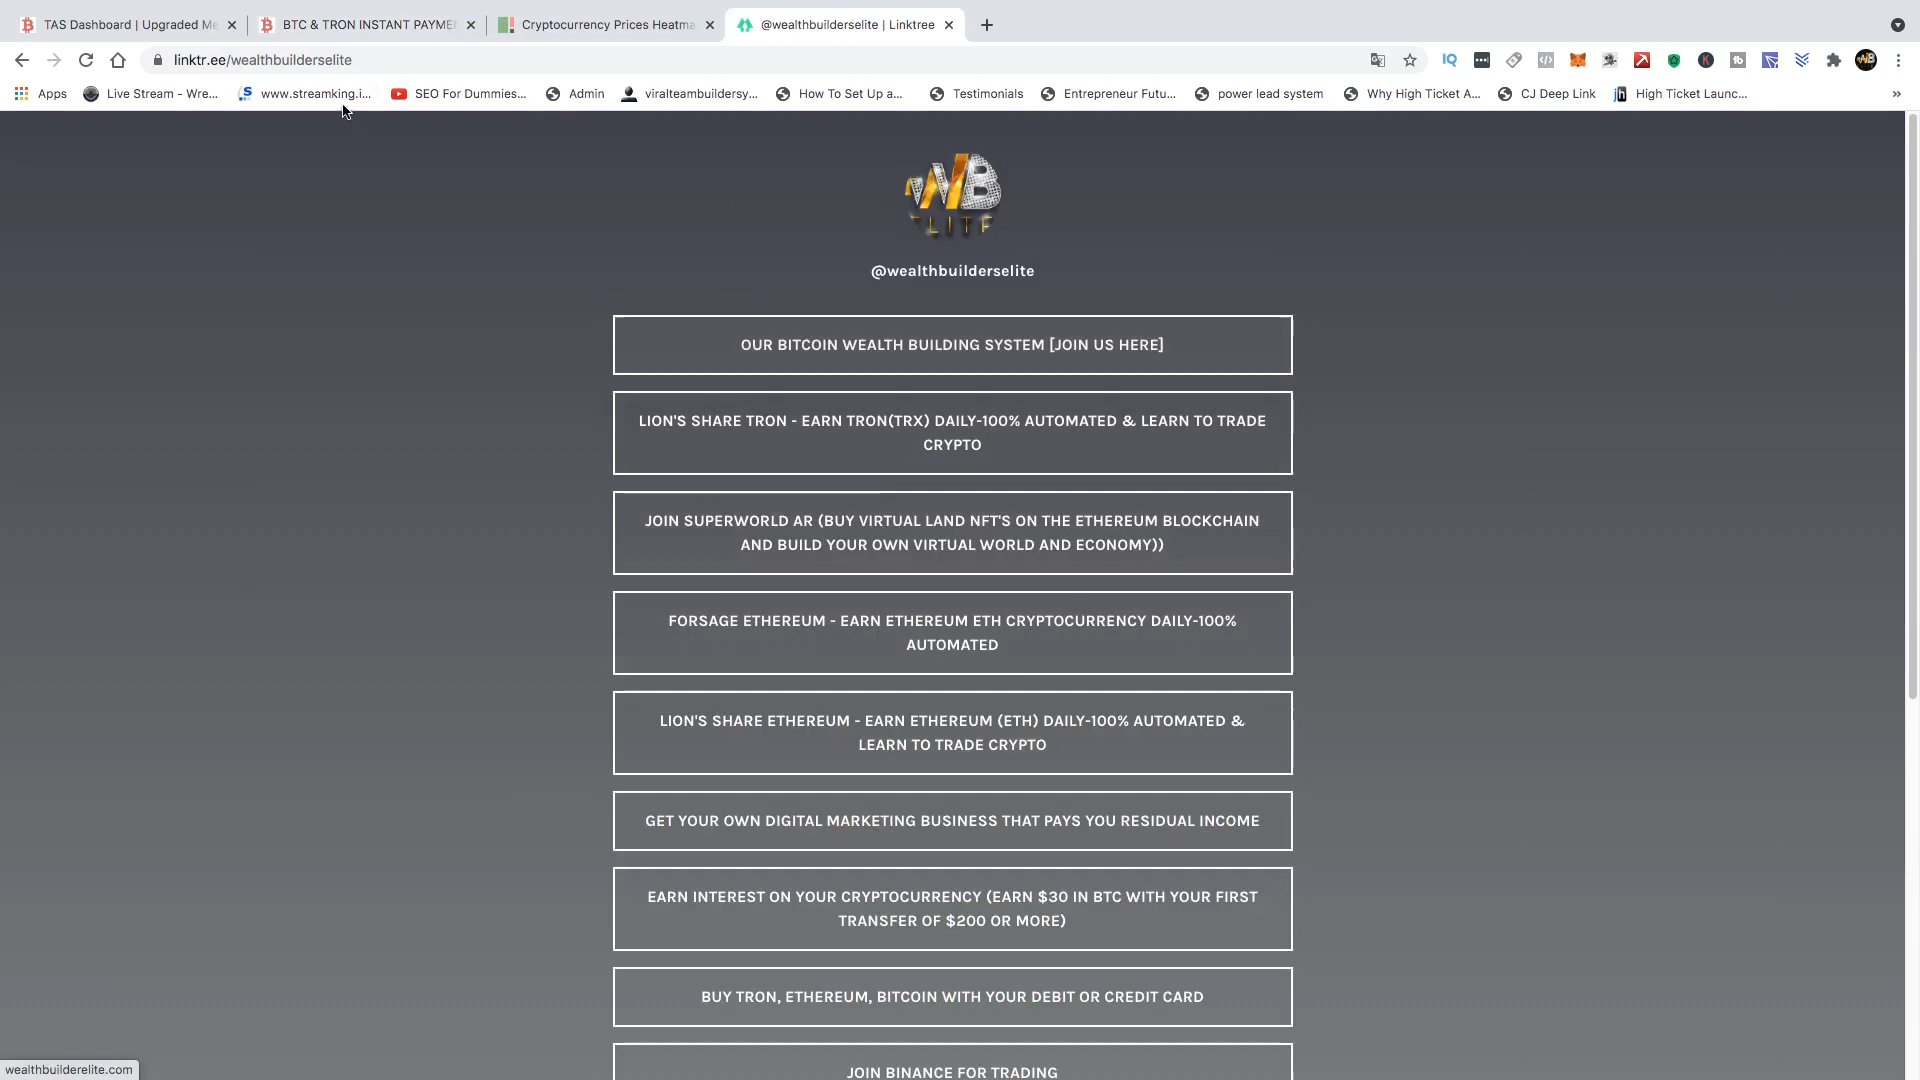 TAS Dashboard | Upgraded Me
BTC & TRON INSTANT PAYME
Cryptocurrency Prices Heatma
@wealthbuilderselite | Linktree
linktr.ee/wealthbuilderselite
Apps
Live Stream - Wre...
www.streamking.i...
SEO For Dummies...
Admin
viralteambuildersy...
How To Set Up a...
Testimonials
Entrepreneur Futu...
power lead system
Why High Ticket A...
CJ Deep Link
High Ticket Launc...
WB
ELITE
@wealthbuilderselite
OUR BITCOIN WEALTH BUILDING SYSTEM [JOIN US HERE]
LION'S SHARE TRON - EARN TRON(TRX) DAILY-100% AUTOMATED & LEARN TO TRADE
CRYPTO
JOIN SUPERWORLD AR (BUY VIRTUAL LAND NFT'S ON THE ETHEREUM BLOCKCHAIN
AND BUILD YOUR OWN VIRTUAL WORLD AND ECONOMY))
FORSAGE ETHEREUM - EARN ETHEREUM ETH CRYPTOCURRENCY DAILY-100%
AUTOMATED
LION'S SHARE ETHEREUM - EARN ETHEREUM (ETH) DAILY-100% AUTOMATED &
LEARN TO TRADE CRYPTO
GET YOUR OWN DIGITAL MARKETING BUSINESS THAT PAYS YOU RESIDUAL INCOME
EARN INTEREST ON YOUR CRYPTOCURRENCY (EARN $30 IN BTC WITH YOUR FIRST
TRANSFER OF $200 OR MORE)
BUY TRON, ETHEREUM, BITCOIN WITH YOUR DEBIT OR CREDIT CARD
JOIN BINANCE FOR TRADING
wealthbuilderelite.com